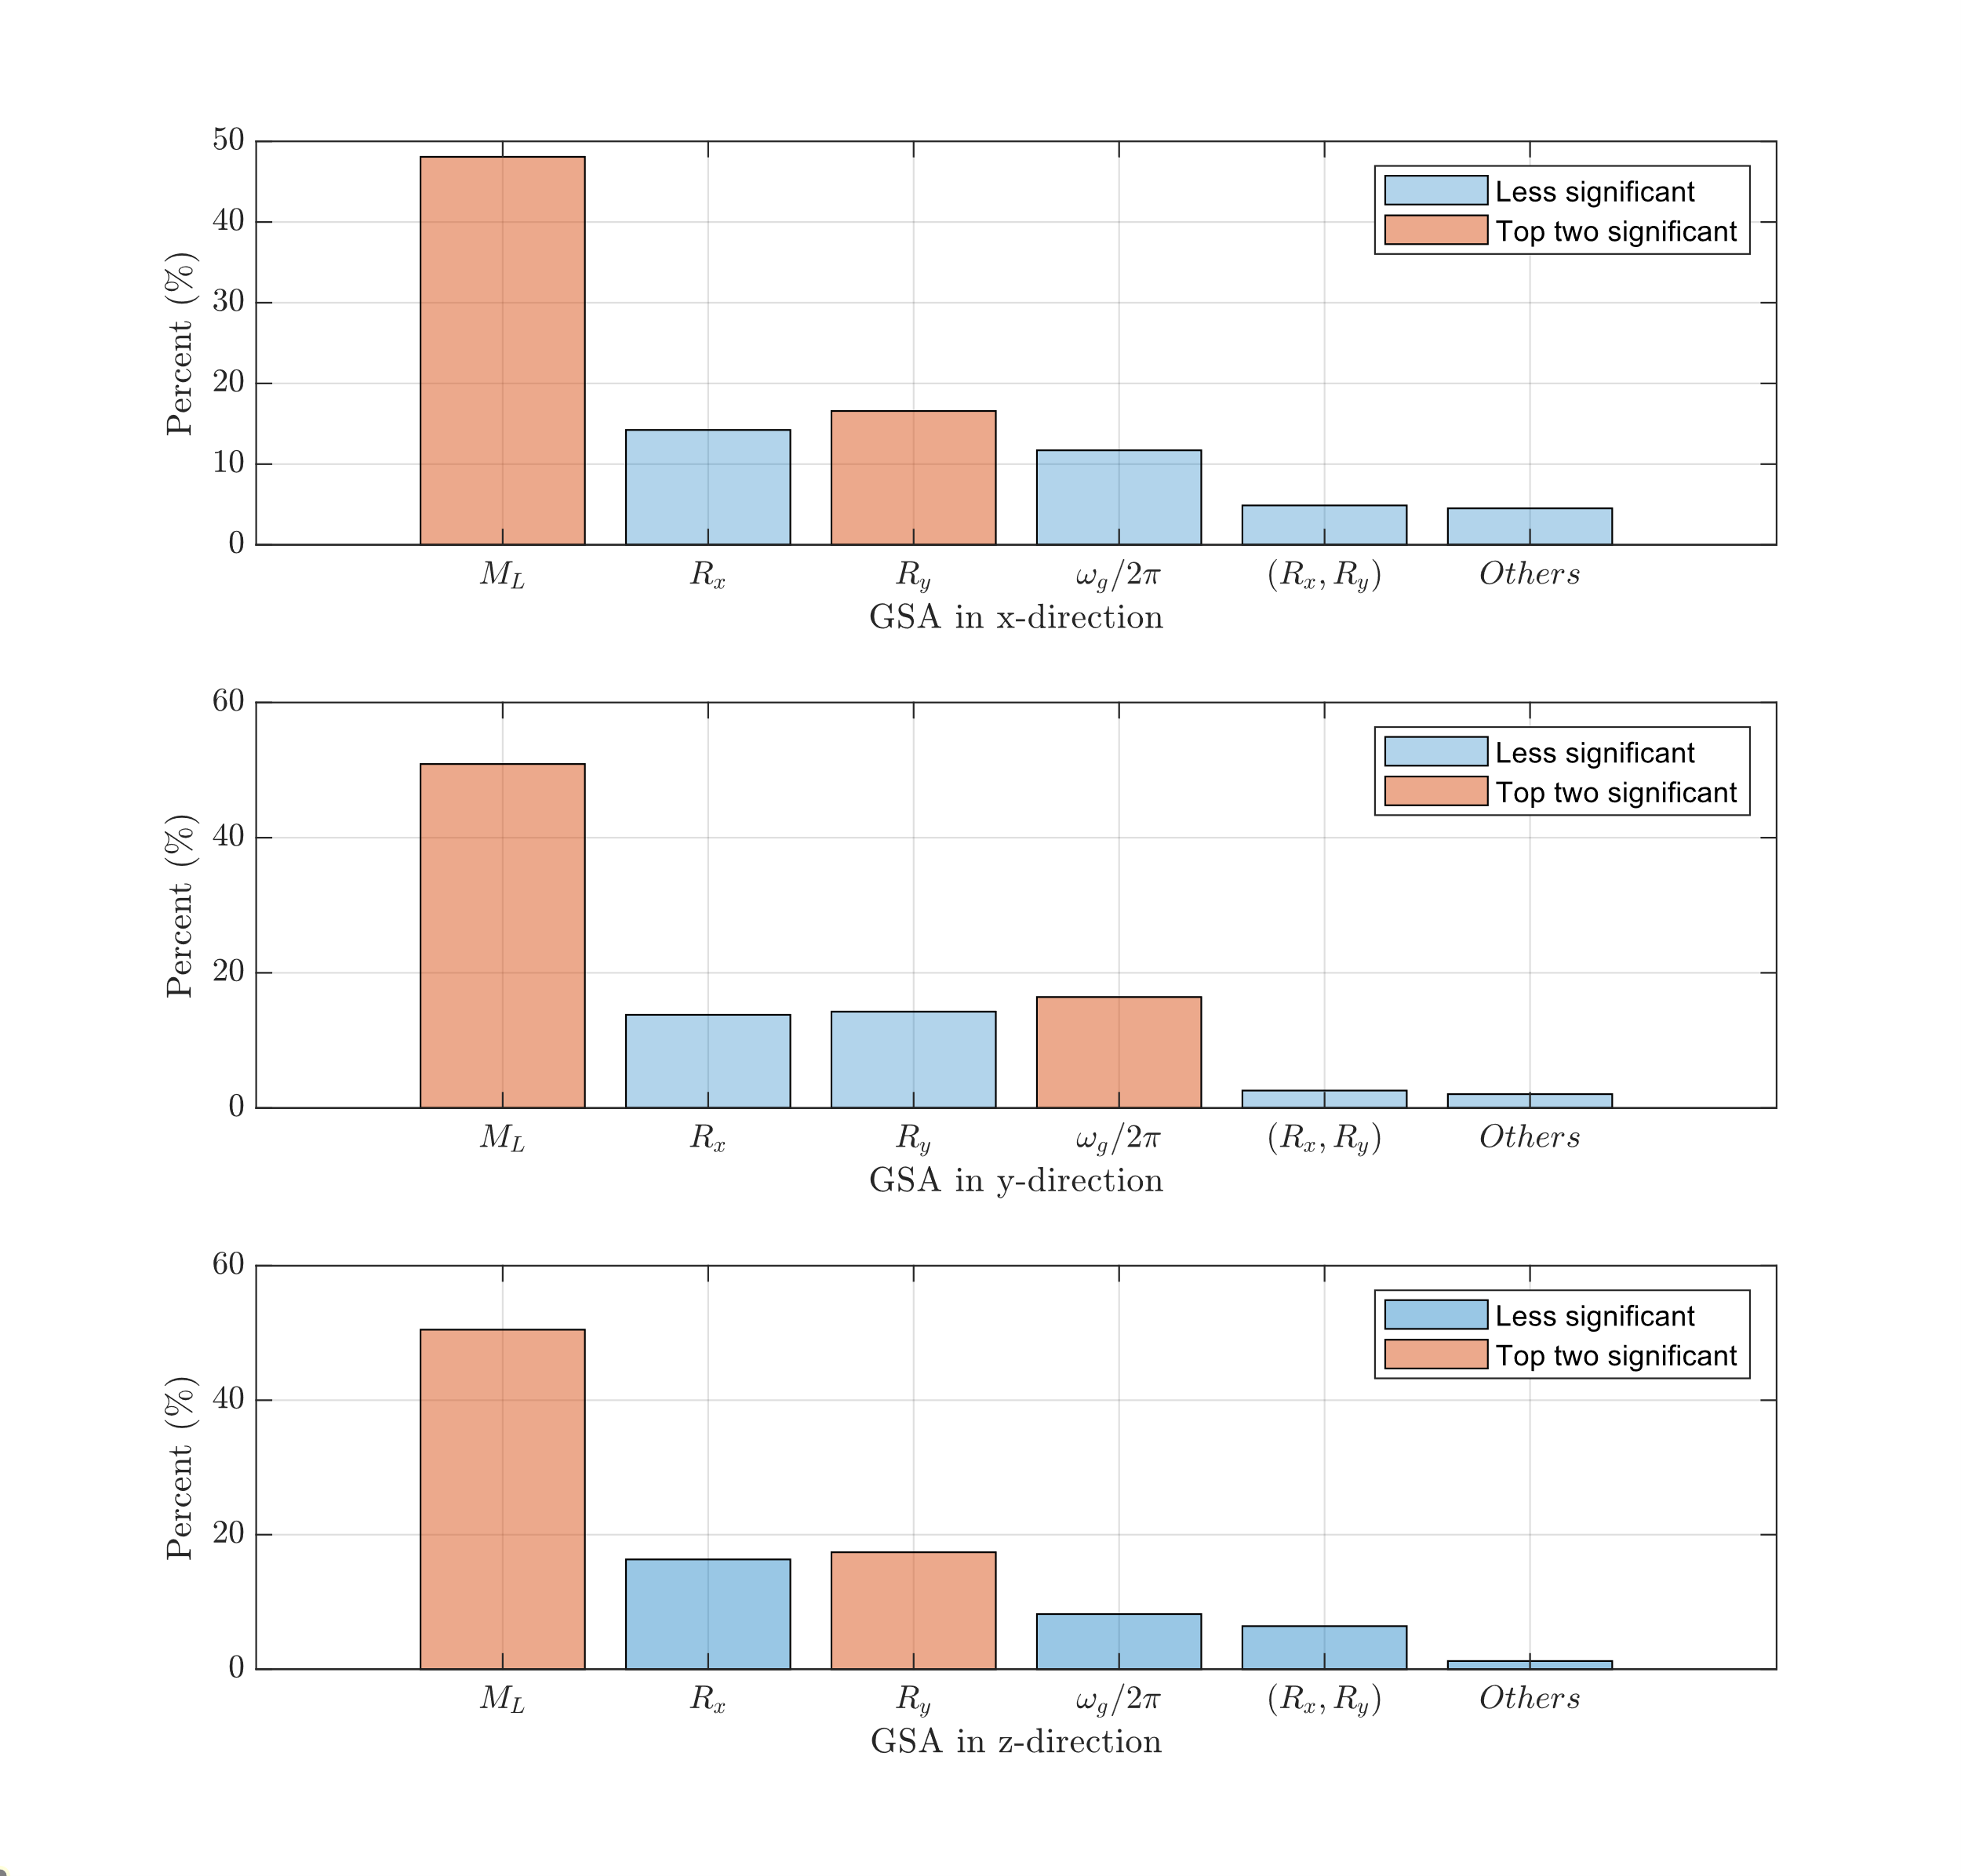 50
40
30
20
10
0
Percent (%)
Less significant
Top two significant
M_L R_x R_y ω_g/2π (R_x, R_y) Others
GSA in x-direction
60
40
20
0
Percent (%)
Less significant
Top two significant
M_L R_x R_y ω_g/2π (R_x, R_y) Others
GSA in y-direction
60
40
20
0
Percent (%)
Less significant
Top two significant
M_L R_x R_y ω_g/2π (R_x, R_y) Others
GSA in z-direction